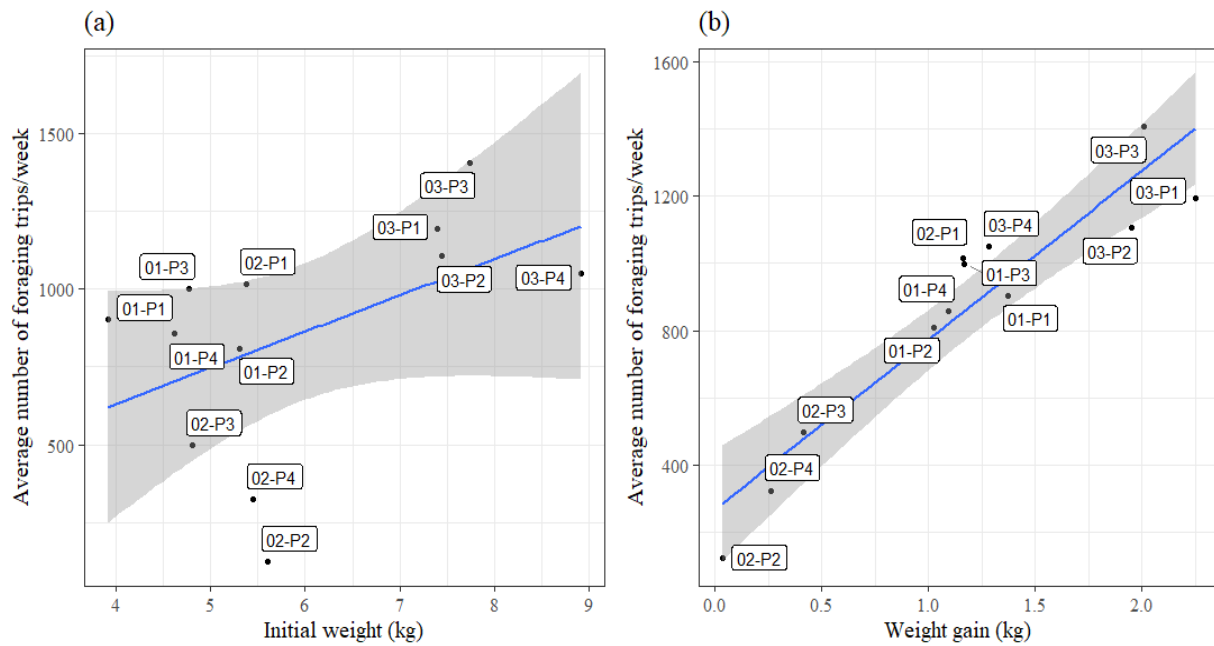 (a)
Average number of foraging trips/week
1500
1000
500
03-P3
03-P1
01-P3
02-P1
03-P2
03-P4
01-P1
01-P4
01-P2
02-P3
02-P4
02-P2
4 5 6 7 8 9
Initial weight (kg)
(b)
Average number of foraging trips/week
1600
1200
800
400
03-P3
03-P1
02-P1
03-P4
03-P2
01-P3
01-P4
01-P1
01-P2
02-P3
02-P4
02-P2
0.0 0.5 1.0 1.5 2.0
Weight gain (kg)